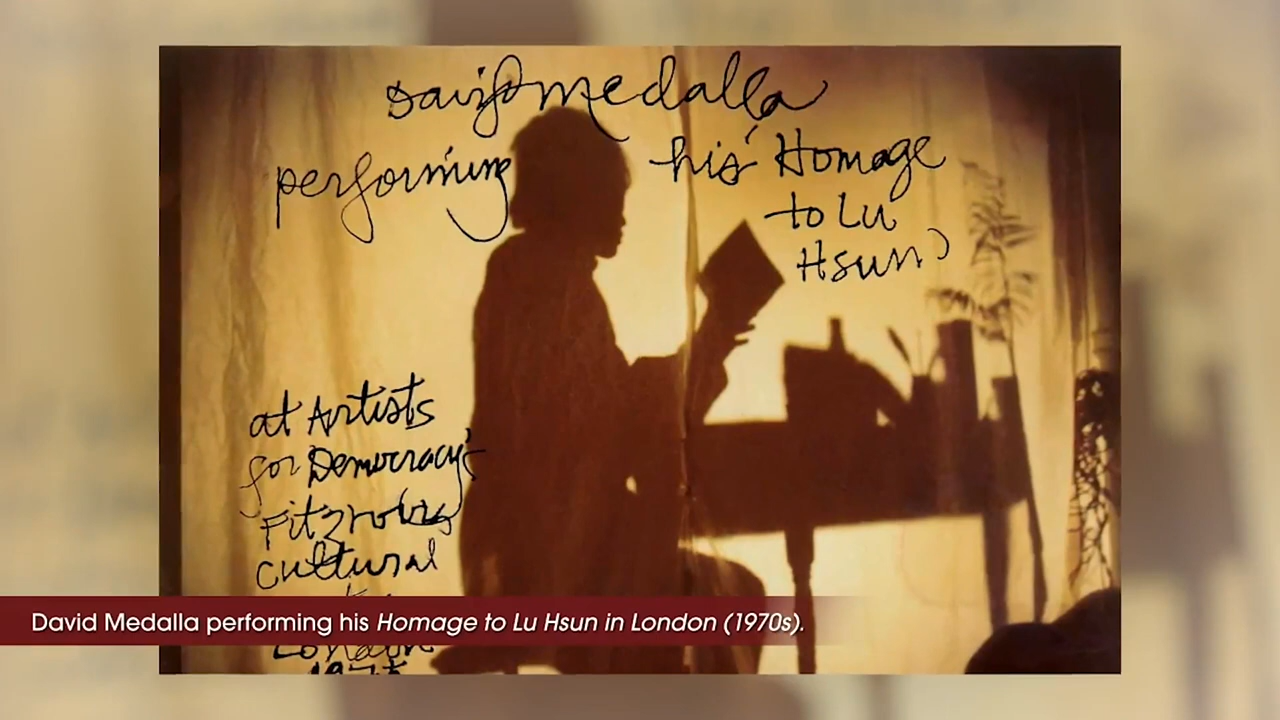 David medalla
performing his Homage
to Lu
Hsun)
at Artists
for Democracy's
Fitzrovia
cultural
David Medalla performing his Homage to Lu Hsun in London (1970s).
London